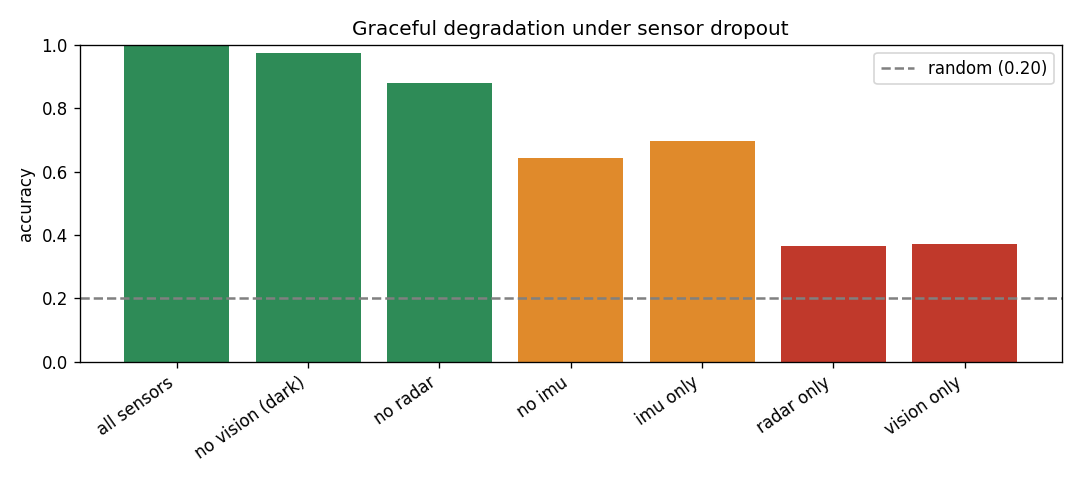 Graceful degradation under sensor dropout
random (0.20)
accuracy
1.0
0.8
0.6
0.4
0.2
0.0
all sensors
no vision (dark)
no radar
no imu
imu only
radar only
vision only